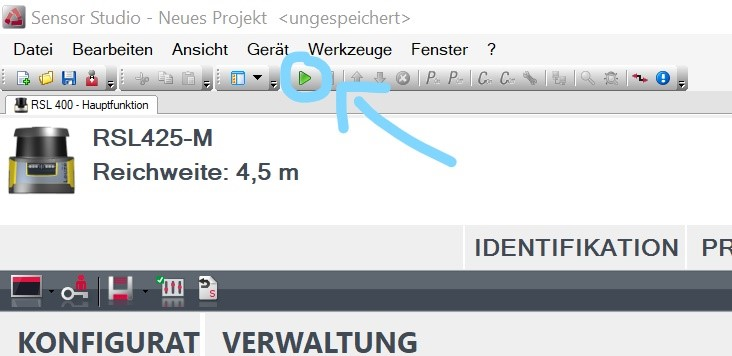 Sensor Studio - Neues Projekt <ungespeichert>
Datei Bearbeiten Ansicht Gerät Werkzeuge Fenster ?
RSL 400 - Hauptfunktion
RSL425-M
Reichweite: 4,5 m
IDENTIFIKATION PR
KONFIGURAT VERWALTUNG